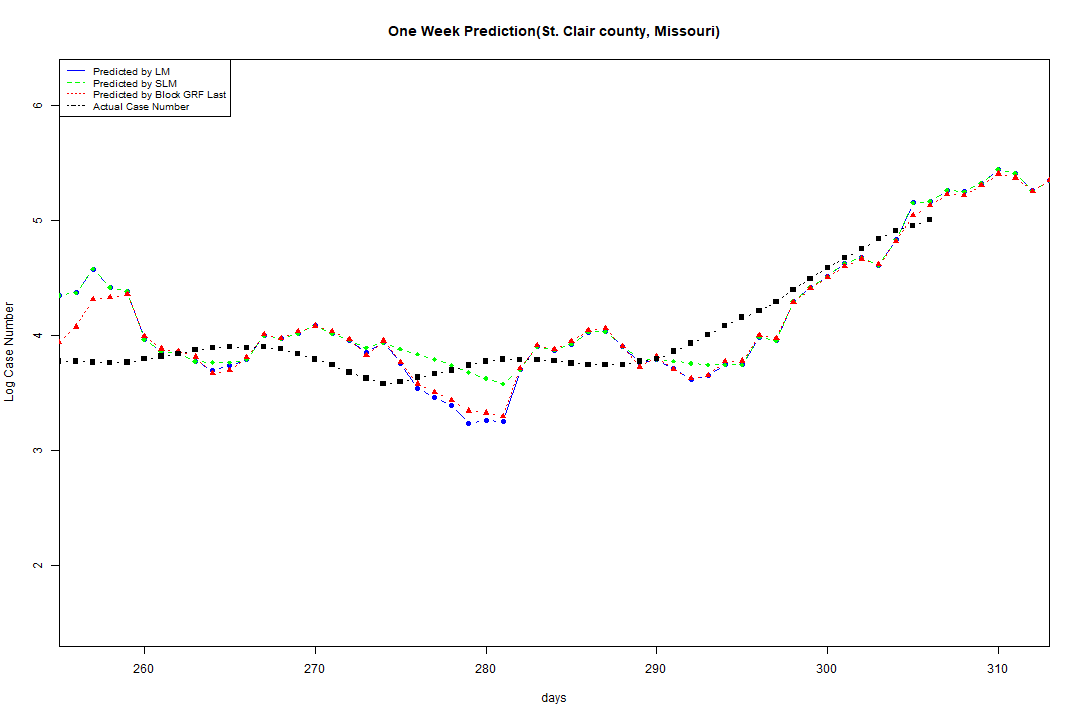 One Week Prediction(St. Clair county, Missouri)
Predicted by LM
Predicted by SLM
Predicted by Block GRF Last
Actual Case Number
6
5
4
3
2
Log Case Number
260 270 280 290 300 310
days